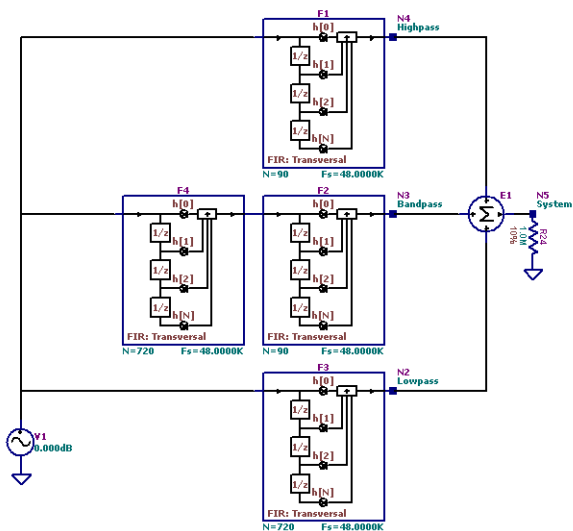 F1
N4
Highpass
h[0]
1/z
h[1]
1/z
h[2]
1/z
h[N]
FIR: Transversal
N=90 Fs=48.0000K
F4
h[0]
1/z
h[1]
1/z
h[2]
1/z
h[N]
FIR: Transversal
N=720 Fs=48.0000K
F2
h[0]
1/z
h[1]
1/z
h[2]
1/z
h[N]
FIR: Transversal
N=90 Fs=48.0000K
N3
Bandpass
E1
Σ
N5
System
R24
1.0M
10%
F3
N2
Lowpass
h[0]
1/z
h[1]
1/z
h[2]
1/z
h[N]
FIR: Transversal
N=720 Fs=48.0000K
V1
0.000dB